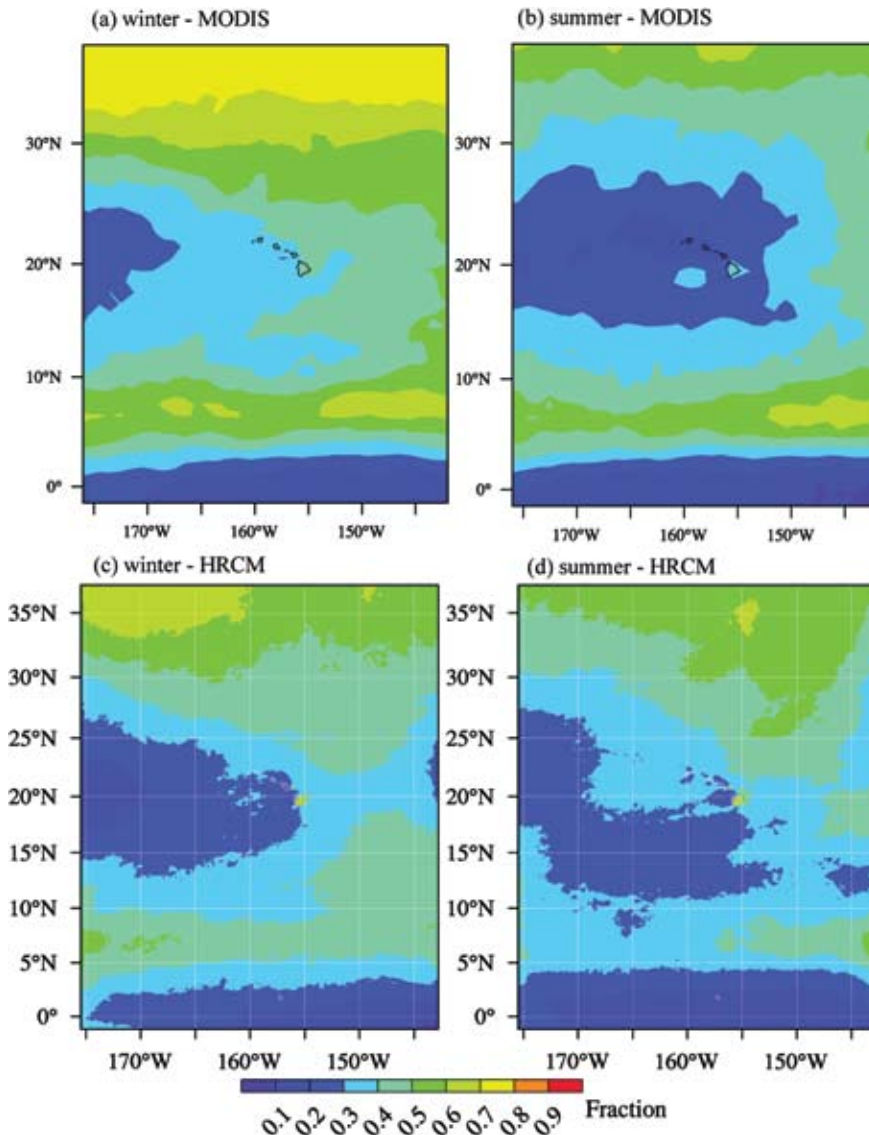 (a) winter - MODIS
(b) summer - MODIS
30°N
20°N
10°N
0°
170°W 160°W 150°W
30°N
20°N
10°N
0°
170°W 160°W 150°W
(c) winter - HRCM
(d) summer - HRCM
35°N
30°N
25°N
20°N
15°N
10°N
5°N
0°
170°W 160°W 150°W
35°N
30°N
25°N
20°N
15°N
10°N
5°N
0°
170°W 160°W 150°W
0.1 0.2 0.3 0.4 0.5 0.6 0.7 0.8 0.9 Fraction